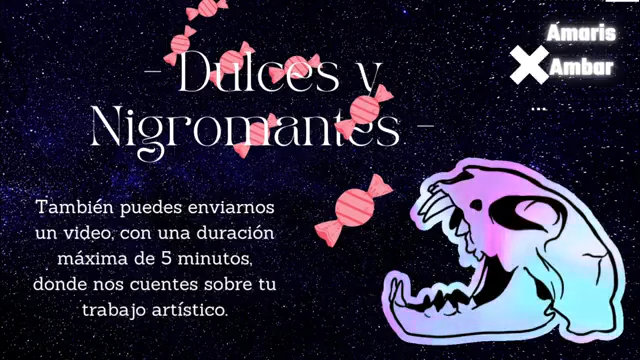 - Dulces y
Nigromantes -
Ámaris
Ambar
...
También puedes enviarnos
un video, con una duración
máxima de 5 minutos,
donde nos cuentes sobre tu
trabajo artístico.